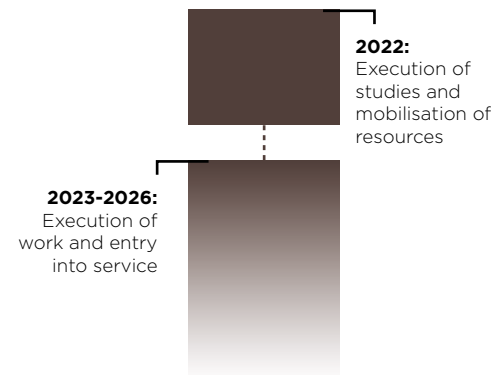 2022:
Execution of
studies and
mobilisation of
resources
2023-2026:
Execution of
work and entry
into service